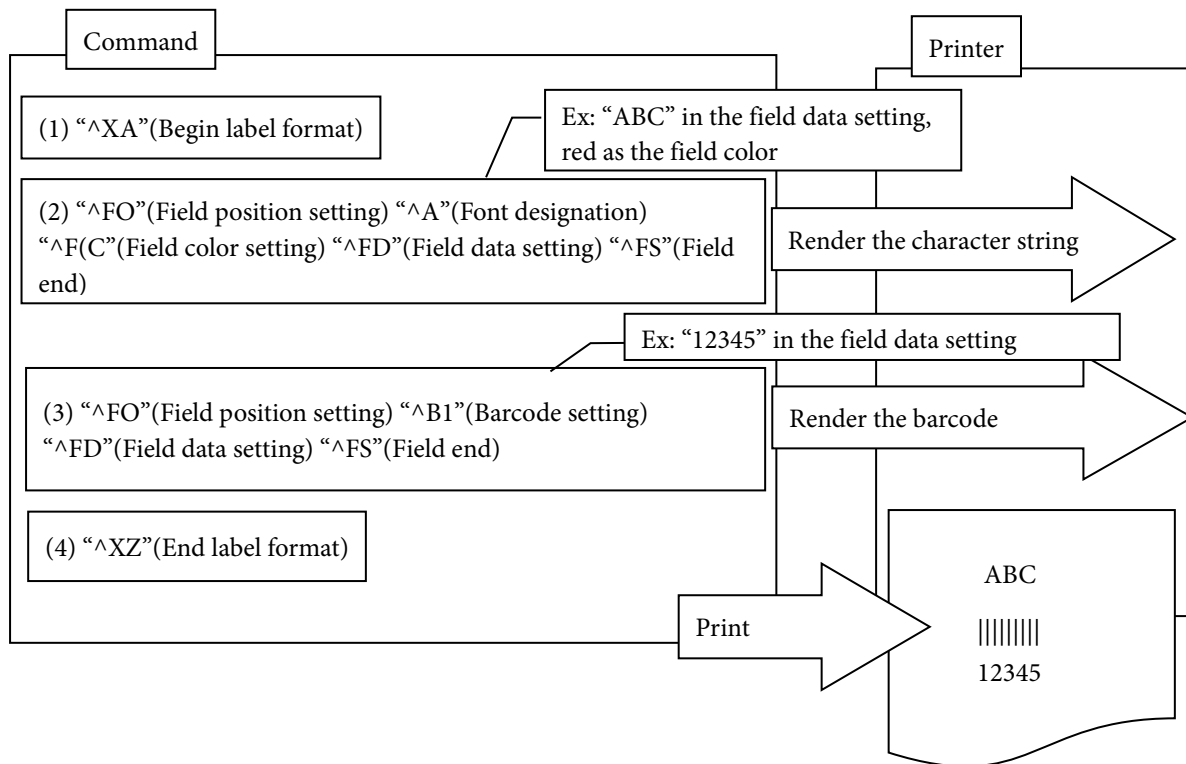 Command
Printer
(1) “^XA”(Begin label format)
Ex: “ABC” in the field data setting,
red as the field color
(2) “^FO”(Field position setting) “^A”(Font designation)
“^F(C”(Field color setting) “^FD”(Field data setting) “^FS”(Field
end)
Render the character string
Ex: “12345” in the field data setting
(3) “^FO”(Field position setting) “^B1”(Barcode setting)
“^FD”(Field data setting) “^FS”(Field end)
Render the barcode
(4) “^XZ”(End label format)
Print
ABC
|||||||||
12345